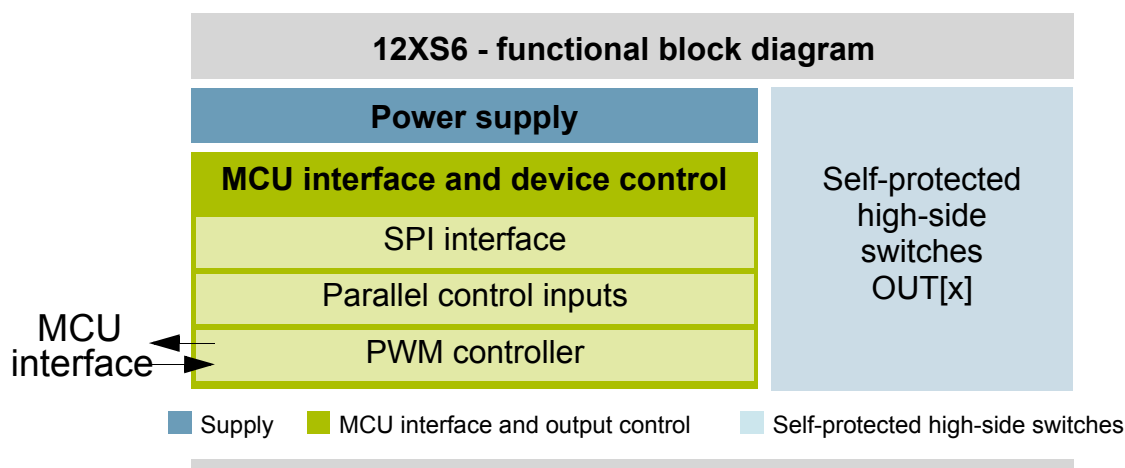 12XS6 - functional block diagram
Power supply
MCU interface and device control
SPI interface
Parallel control inputs
PWM controller
Self-protected
high-side
switches
OUT[x]
MCU
interface
Supply
MCU interface and output control
Self-protected high-side switches